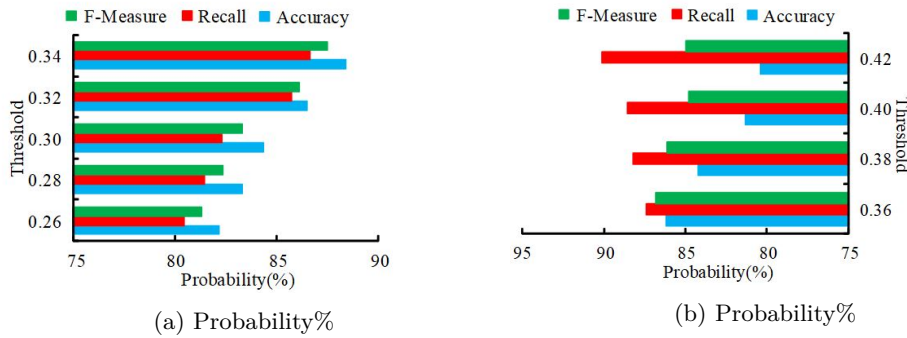 F-Measure Recall Accuracy
Threshold
0.34
0.32
0.30
0.28
0.26
75 80 85 90
Probability(%)
(a) Probability%
F-Measure Recall Accuracy
0.42
0.40
0.38
0.36
Threshold
95 90 85 80 75
Probability(%)
(b) Probability%